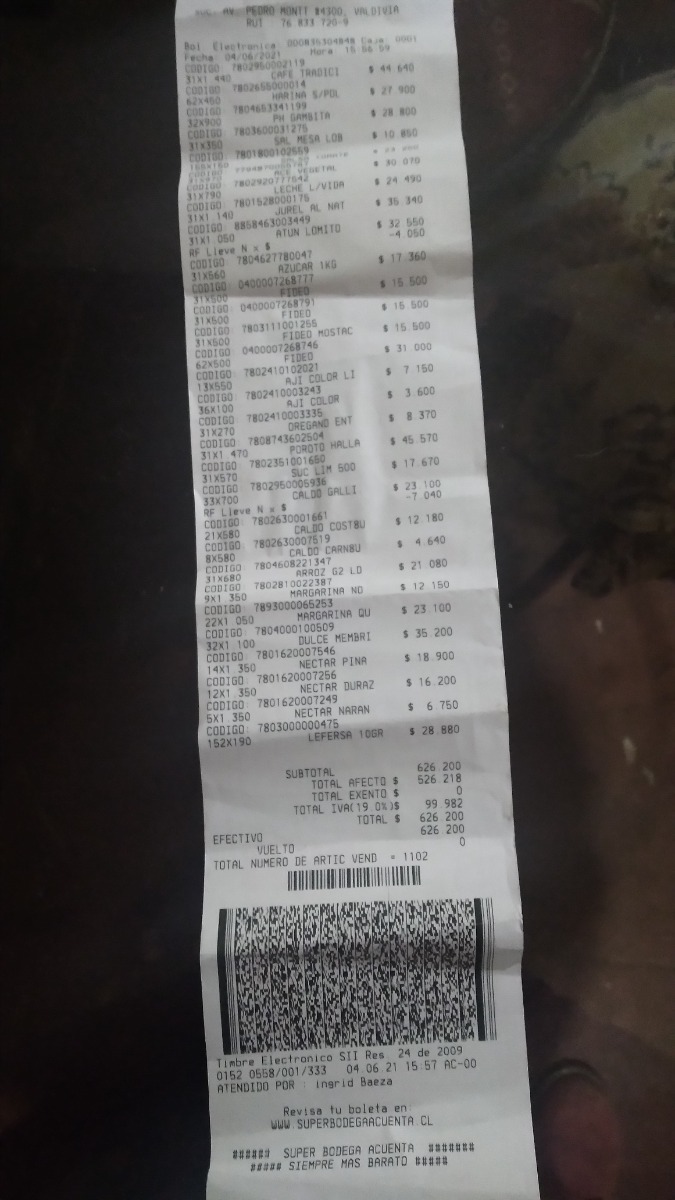 SUC. AV. PEDRO MONTT #4300, VALDIVIA
RUT 76 833 720-9
Bol Electronica 000835304848 Caja: 0001
Fecha 04/06/2021 Hora 15:56:59
CODIGO 7802950002119
31X1 440 CAFE TRADICI $ 44 640
CODIGO 7802655000014
62X450 HARINA S/POL $ 27 900
CODIGO 7804653341199
32X900 PH GAMBITA $ 28 800
CODIGO 7803600031275
31X350 SAL MESA LOB $ 10 850
CODIGO 7801800102559
155X150
ACE VEGETAL $ 30 070
CODIGO 7802920777542
31X790 LECHE L/VIDA $ 24 490
CODIGO 7801528000175
31X1 140 JUREL AL NAT $ 35 340
CODIGO 8858463003449
31X1 050 ATUN LOMITO $ 32 550
RF Lleve N x $ -4 050
CODIGO 7804627780047
31X560 AZUCAR 1KG $ 17 360
CODIGO 0400007268777
31X500 FIDEO $ 15 500
CODIGO 0400007268791
31X500 FIDEO $ 15 500
CODIGO 7803111001255
31X500 FIDEO MOSTAC $ 15 500
CODIGO 0400007268746
62X500 FIDEO $ 31 000
CODIGO 7802410102021
13X550 AJI COLOR LI $ 7 150
CODIGO 7802410003243
36X100 AJI COLOR $ 3 600
CODIGO 7802410003335
31X270 OREGANO ENT $ 8 370
CODIGO 7808743602504
31X1 470 POROTO HALLA $ 45 570
CODIGO 7802351001650
31X570 SUC LIM 500 $ 17 670
CODIGO 7802950005936
33X700 CALDO GALLI $ 23 100
RF Lleve N x $ -7 040
CODIGO 7802630001661
21X580 CALDO COSTBU $ 12 180
CODIGO 7802630007519
8X580 CALDO CARNBU $ 4 640
CODIGO 7804608221347
31X680 ARROZ G2 LD $ 21 080
CODIGO 7802810022387
9X1 350 MARGARINA ND $ 12 150
CODIGO 7893000065253
22X1 050 MARGARINA QU $ 23 100
CODIGO 7804000100509
32X1 100 DULCE MEMBRI $ 35 200
CODIGO 7801620007546
14X1 350 NECTAR PINA $ 18 900
CODIGO 7801620007256
12X1 350 NECTAR DURAZ $ 16 200
CODIGO 7801620007249
5X1 350 NECTAR NARAN $ 6 750
CODIGO 7803000000475
152X190 LEFERSA 10GR $ 28 880
SUBTOTAL 626 200
TOTAL AFECTO $ 526 218
TOTAL EXENTO $ 0
TOTAL IVA(19.0%)$ 99 982
TOTAL $ 626 200
EFECTIVO 626 200
VUELTO 0
TOTAL NUMERO DE ARTIC VEND = 1102
Timbre Electronico SII Res. 24 de 2009
0152 0558/001/333 04.06.21 15:57 AC-00
ATENDIDO POR : Ingrid Baeza
Revisa tu boleta en
WWW.SUPERBODEGAACUENTA.CL
###### SUPER BODEGA ACUENTA #######
##### SIEMPRE MAS BARATO #####